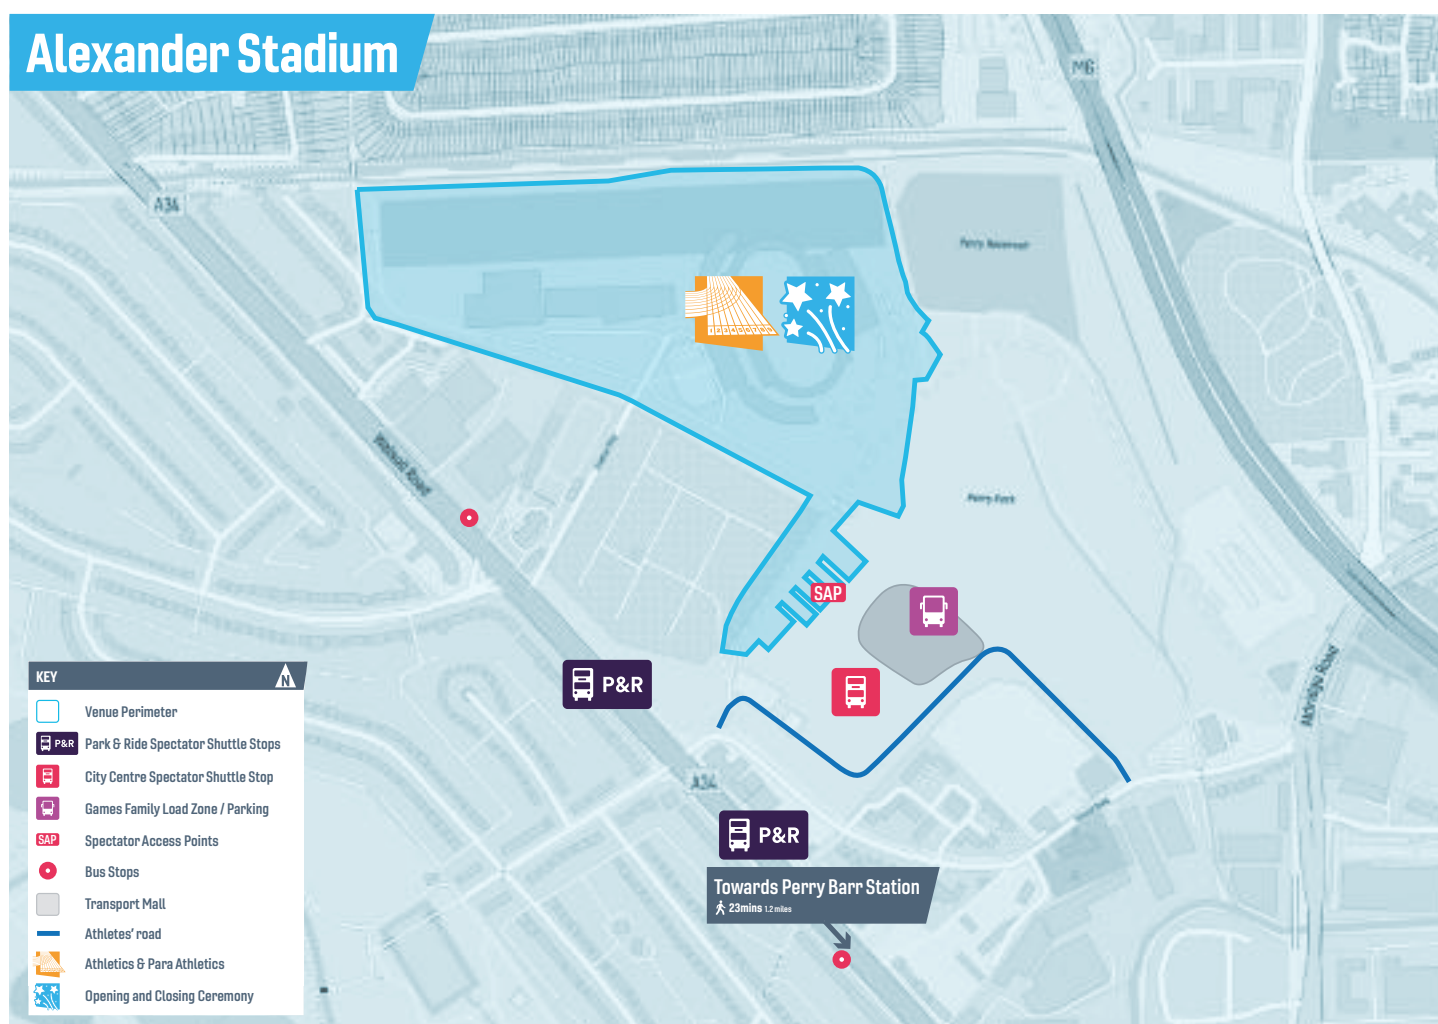 Alexander Stadium
M6
A34
Perry Reservoir
Walsall Road
Perry Park
SAP
P&R
Aldridge Road
A34
P&R
Towards Perry Barr Station
23mins 1.2 miles
KEY
N
Venue Perimeter
P&R Park & Ride Spectator Shuttle Stops
City Centre Spectator Shuttle Stop
Games Family Load Zone / Parking
SAP Spectator Access Points
Bus Stops
Transport Mall
Athletes' road
Athletics & Para Athletics
Opening and Closing Ceremony